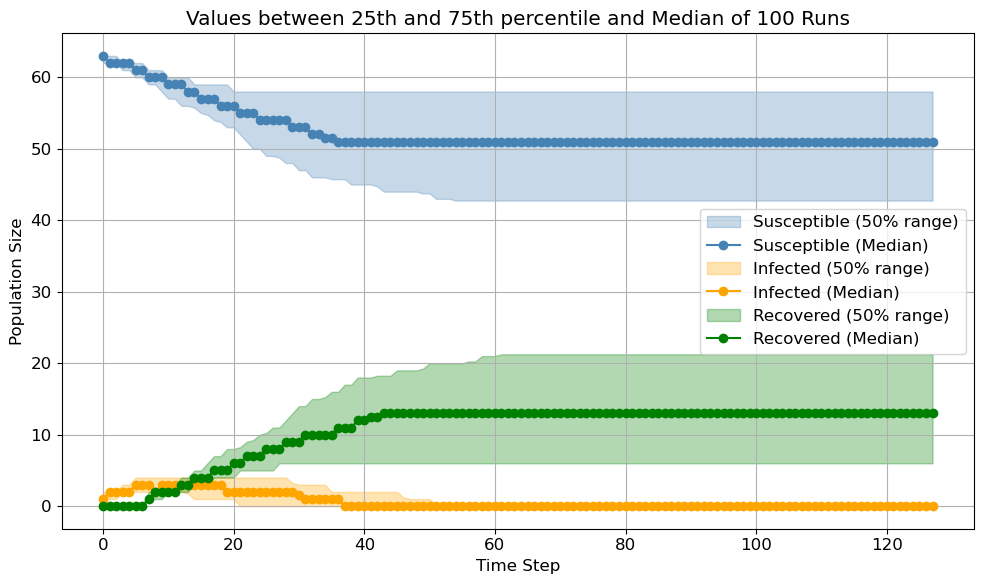 Values between 25th and 75th percentile and Median of 100 Runs
Population Size
60
50
40
30
20
10
0
Susceptible (50% range)
Susceptible (Median)
Infected (50% range)
Infected (Median)
Recovered (50% range)
Recovered (Median)
0 20 40 60 80 100 120
Time Step